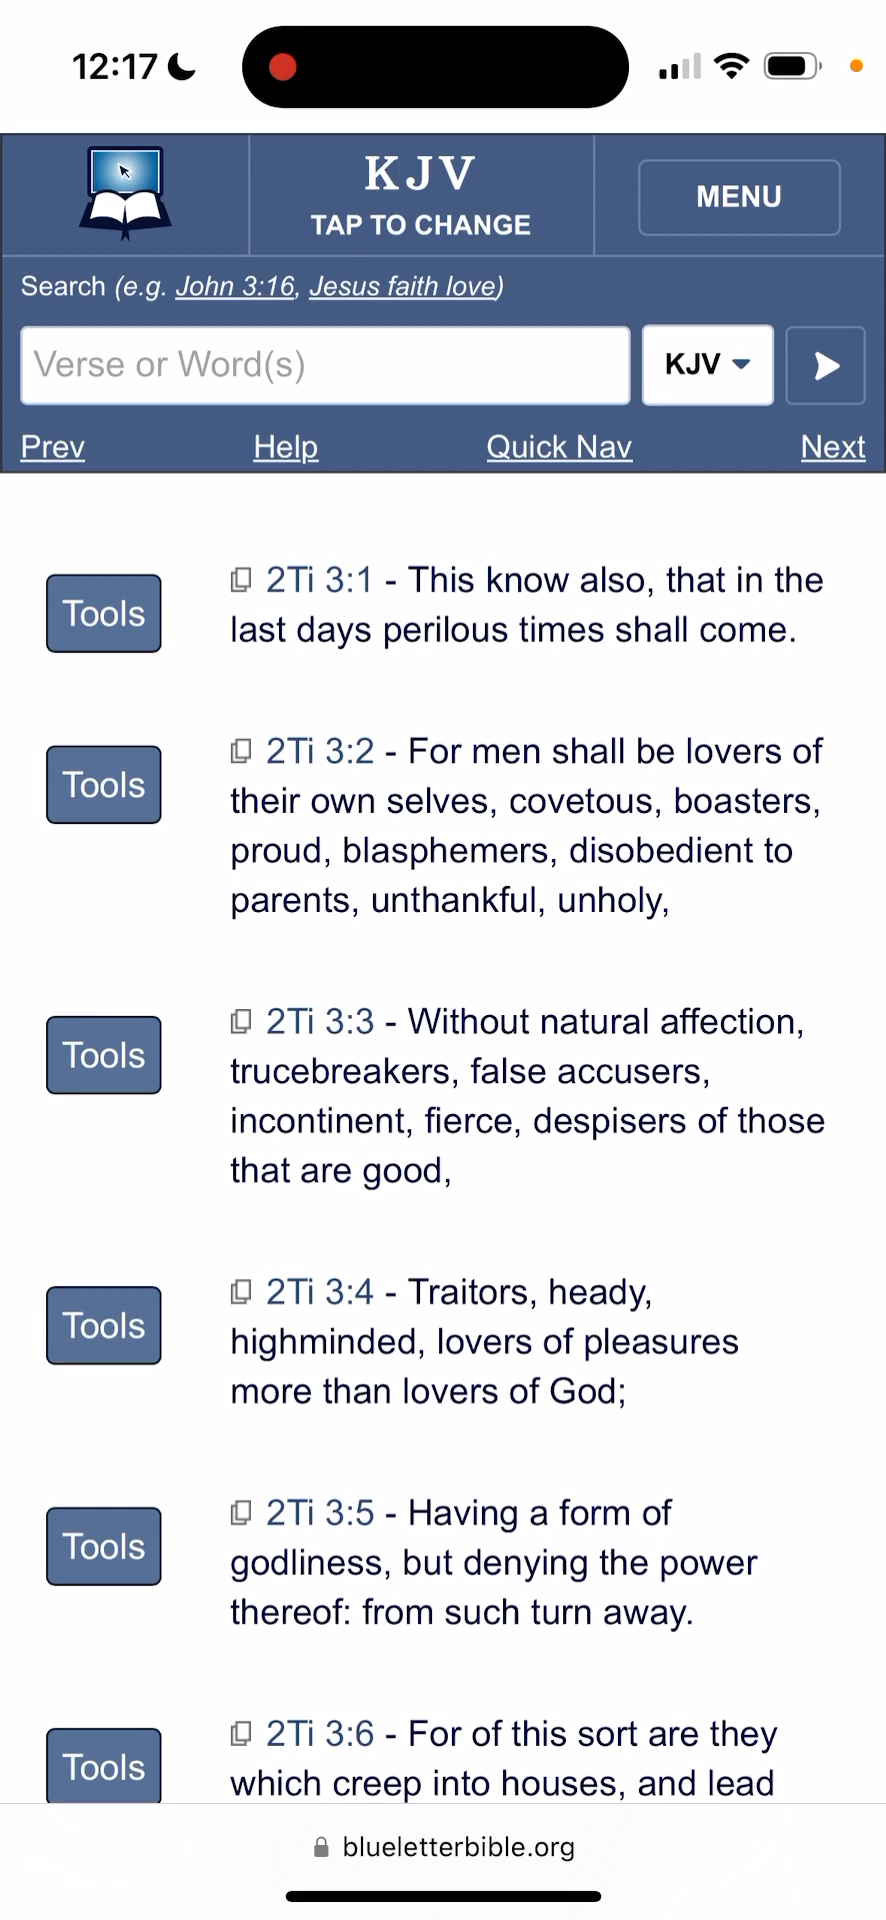 12:17
KJV
TAP TO CHANGE
MENU
Search (e.g. John 3:16, Jesus faith love)
Verse or Word(s)
KJV
Prev
Help
Quick Nav
Next
Tools
2Ti 3:1 - This know also, that in the
last days perilous times shall come.
Tools
2Ti 3:2 - For men shall be lovers of
their own selves, covetous, boasters,
proud, blasphemers, disobedient to
parents, unthankful, unholy,
Tools
2Ti 3:3 - Without natural affection,
trucebreakers, false accusers,
incontinent, fierce, despisers of those
that are good,
Tools
2Ti 3:4 - Traitors, heady,
highminded, lovers of pleasures
more than lovers of God;
Tools
2Ti 3:5 - Having a form of
godliness, but denying the power
thereof: from such turn away.
Tools
2Ti 3:6 - For of this sort are they
which creep into houses, and lead
blueletterbible.org